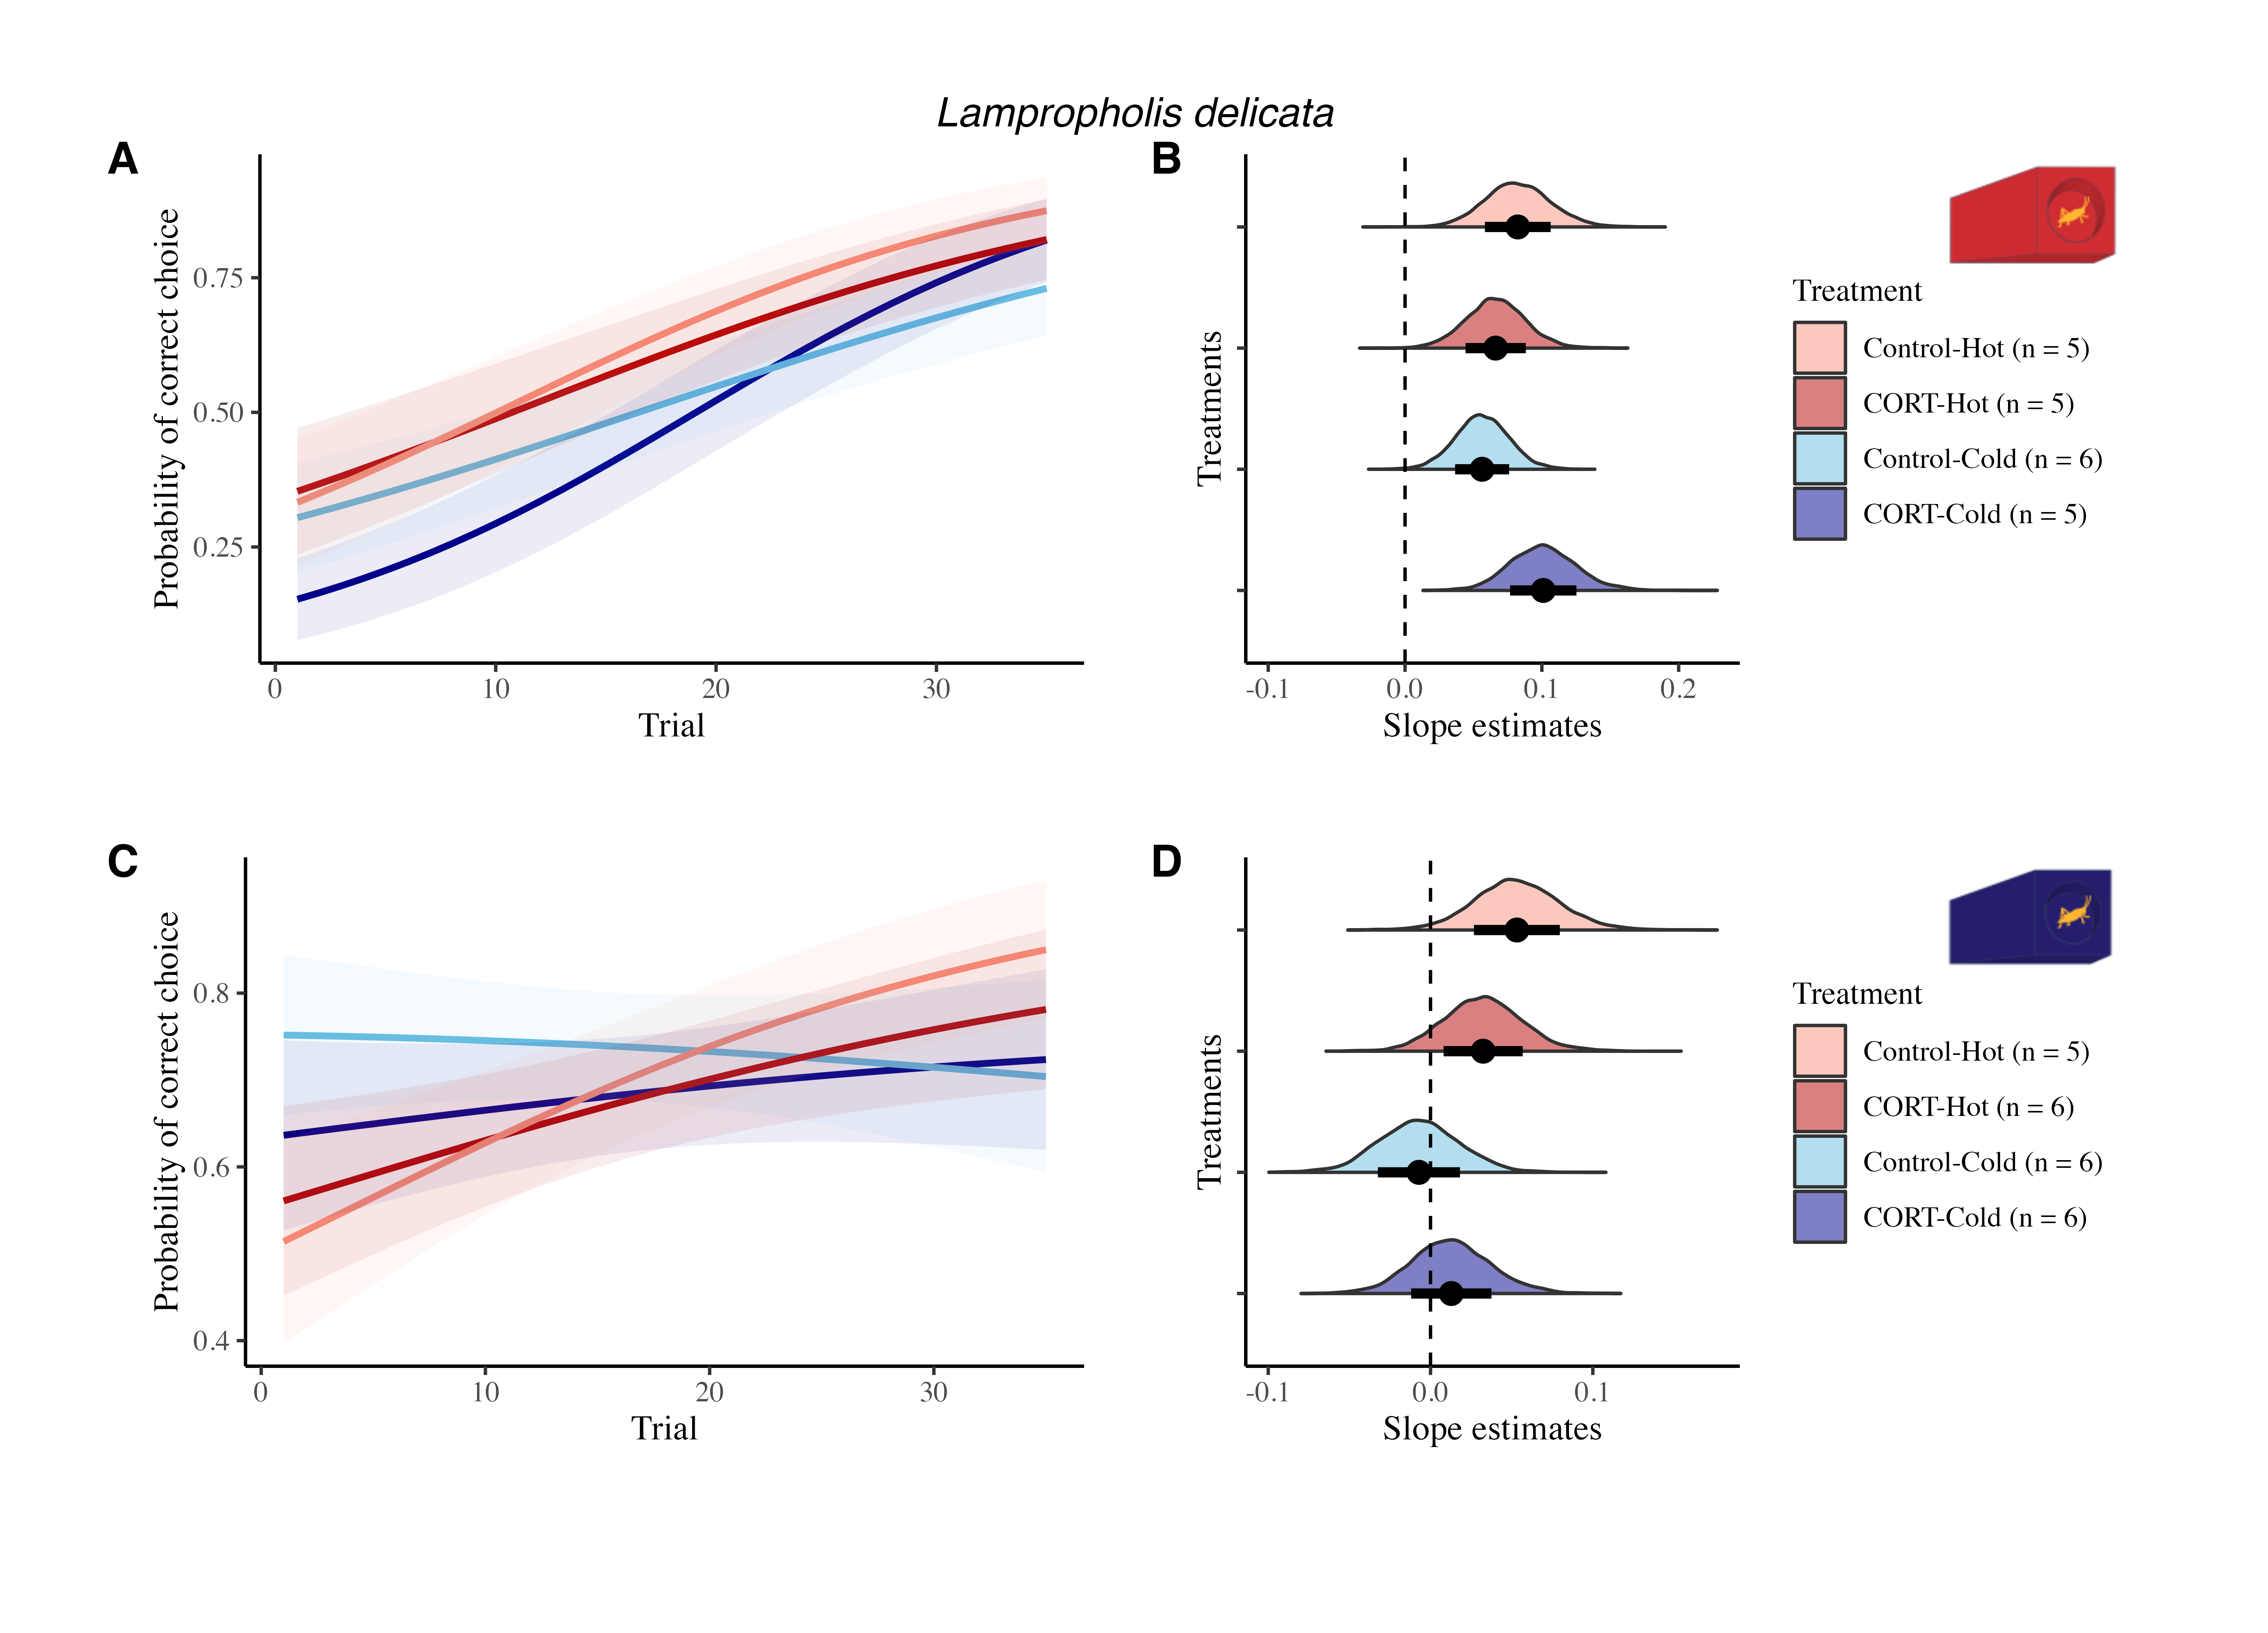 Lampropholis delicata
A
Probability of correct choice
0.75
0.50
0.25
0 10 20 30
Trial
B
Treatments
-0.1 0.0 0.1 0.2
Slope estimates
Treatment
Control-Hot (n = 5)
CORT-Hot (n = 5)
Control-Cold (n = 6)
CORT-Cold (n = 5)
C
Probability of correct choice
0.8
0.6
0.4
0 10 20 30
Trial
D
Treatments
-0.1 0.0 0.1
Slope estimates
Treatment
Control-Hot (n = 5)
CORT-Hot (n = 6)
Control-Cold (n = 6)
CORT-Cold (n = 6)